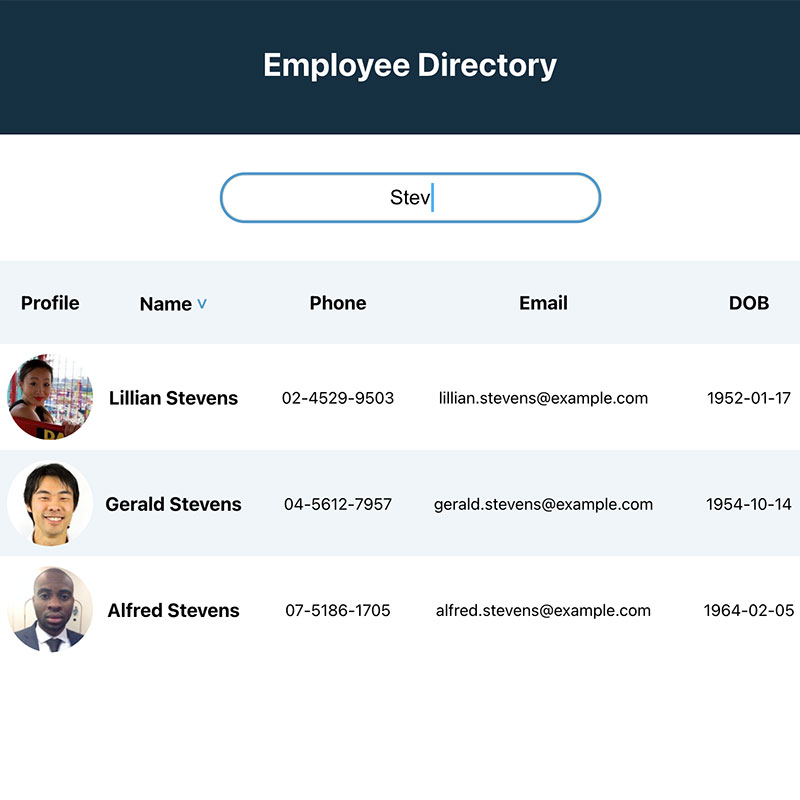 Employee Directory
Stev
Profile Name v Phone Email DOB
Lillian Stevens 02-4529-9503 lillian.stevens@example.com 1952-01-17
Gerald Stevens 04-5612-7957 gerald.stevens@example.com 1954-10-14
Alfred Stevens 07-5186-1705 alfred.stevens@example.com 1964-02-05